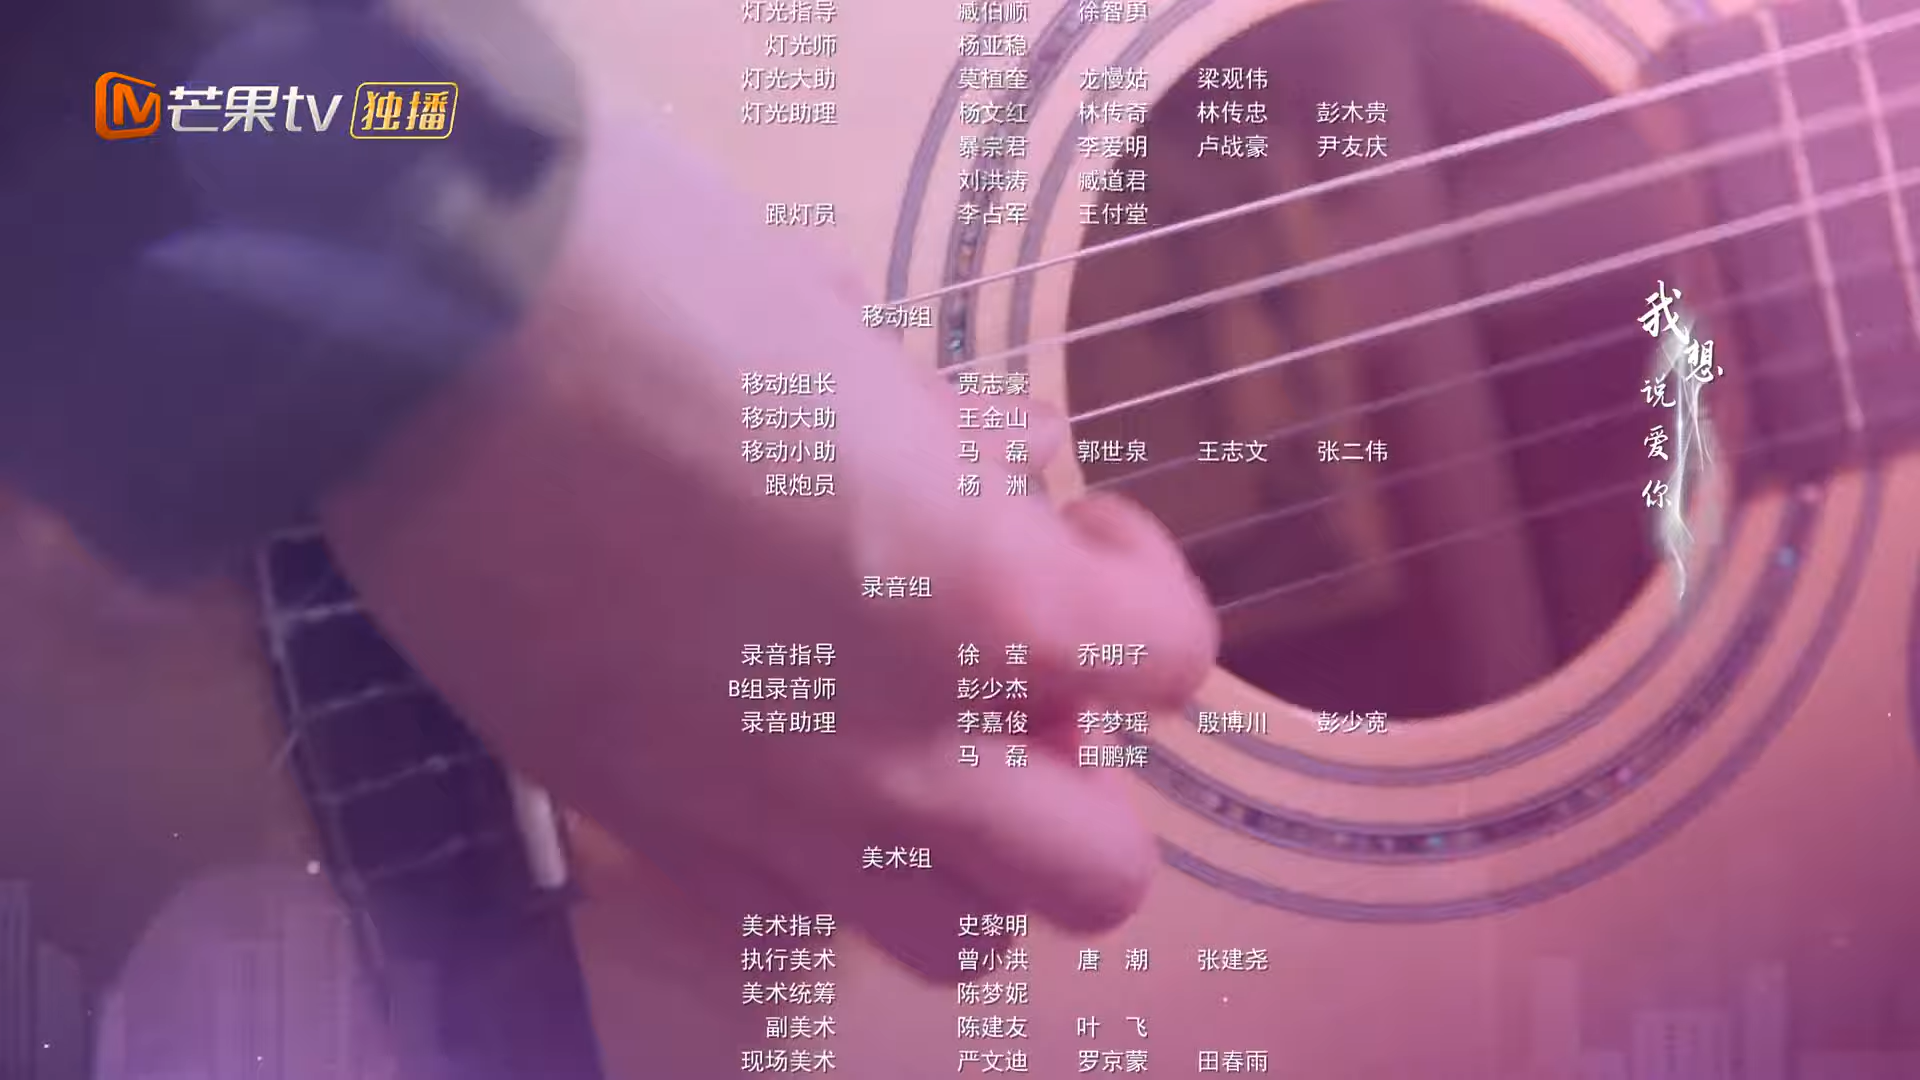 灯光指导 臧伯顺 徐智勇
灯光师 杨亚稳
灯光大助 莫植奎 龙慢姑 梁观伟
灯光助理 杨文红 林传奇 林传忠 彭木贵
暴宗君 李爱明 卢战豪 尹友庆
刘洪涛 臧道君
跟灯员 李占军 王付堂
芒果tv 独播
移动组
移动组长 贾志豪
移动大助 王金山
移动小助 马磊 郭世泉 王志文 张二伟
跟炮员 杨洲
我想说爱你
录音组
录音指导 徐莹 乔明子
B组录音师 彭少杰
录音助理 李嘉俊 李梦瑶 殷博川 彭少宽
马磊 田鹏辉
美术组
美术指导 史黎明
执行美术 曾小洪 唐潮 张建尧
美术统筹 陈梦妮
副美术 陈建友 叶飞
现场美术 严文迪 罗京蒙 田春雨